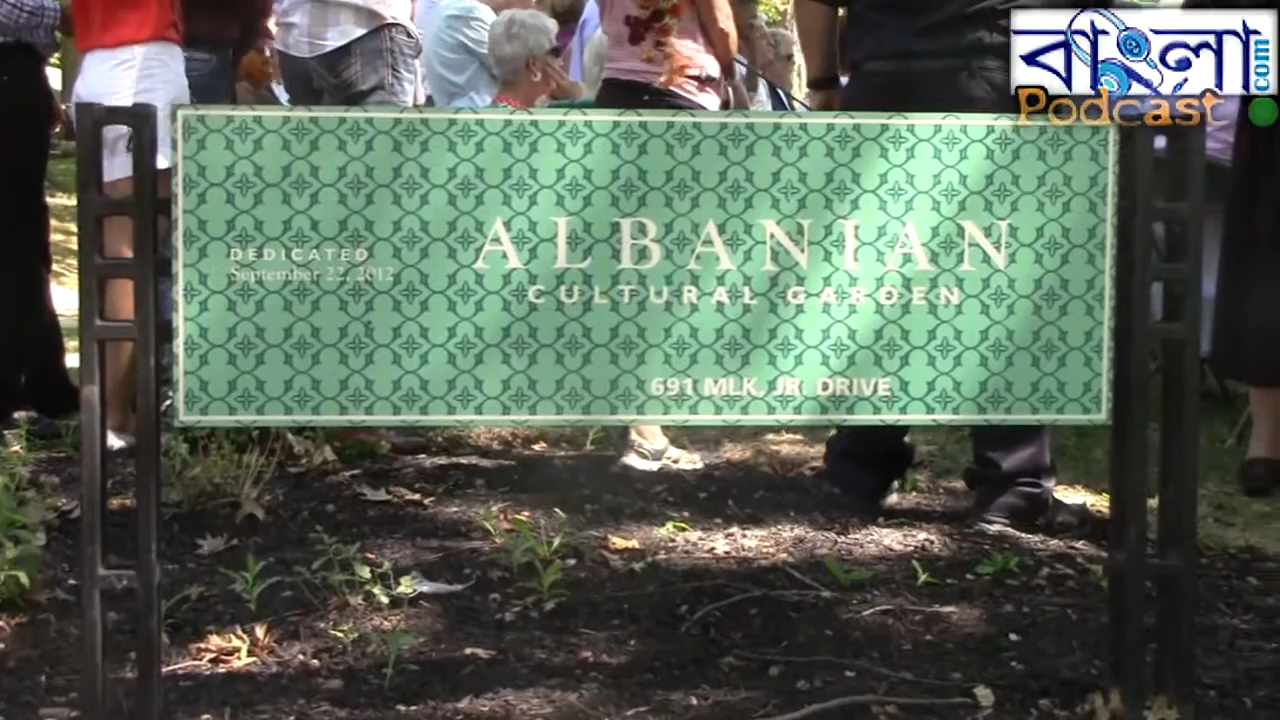 বাংলা
.com
Podcast
DEDICATED
September 22, 2012
ALBANIAN
CULTURAL GARDEN
691 MLK, JR. DRIVE